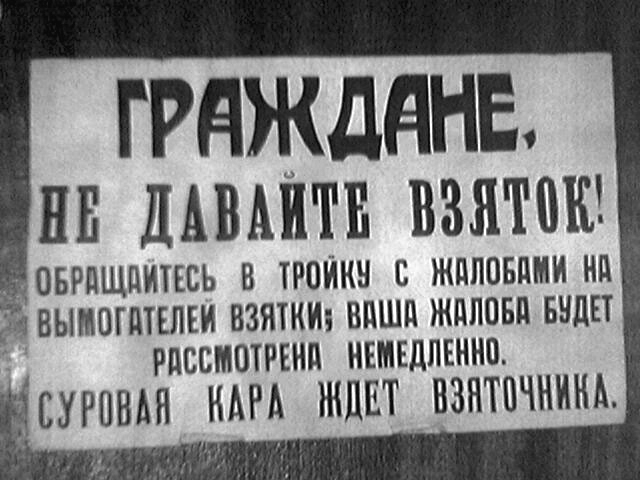 ГРАЖДАНЕ,
НЕ ДАВАЙТЕ ВЗЯТОК!
ОБРАЩАЙТЕСЬ В ТРОЙКУ С ЖАЛОБАМИ НА
ВЫМОГАТЕЛЕЙ ВЗЯТКИ; ВАША ЖАЛОБА БУДЕТ
РАССМОТРЕНА НЕМЕДЛЕННО.
СУРОВАЯ КАРА ЖДЕТ ВЗЯТОЧНИКА.